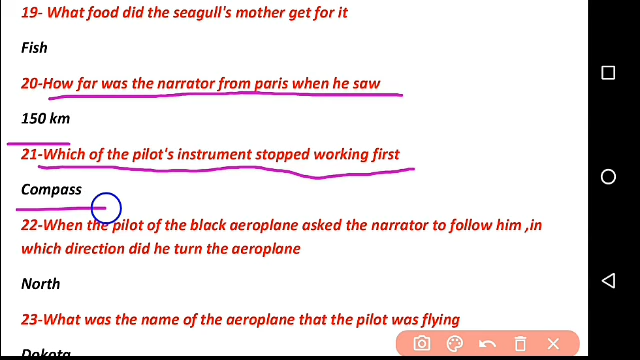 19- What food did the seagull's mother get for it
Fish
20-How far was the narrator from paris when he saw
150 km
21-Which of the pilot's instrument stopped working first
Compass
22-When the pilot of the black aeroplane asked the narrator to follow him ,in
which direction did he turn the aeroplane
North
23-What was the name of the aeroplane that the pilot was flying
Dakota